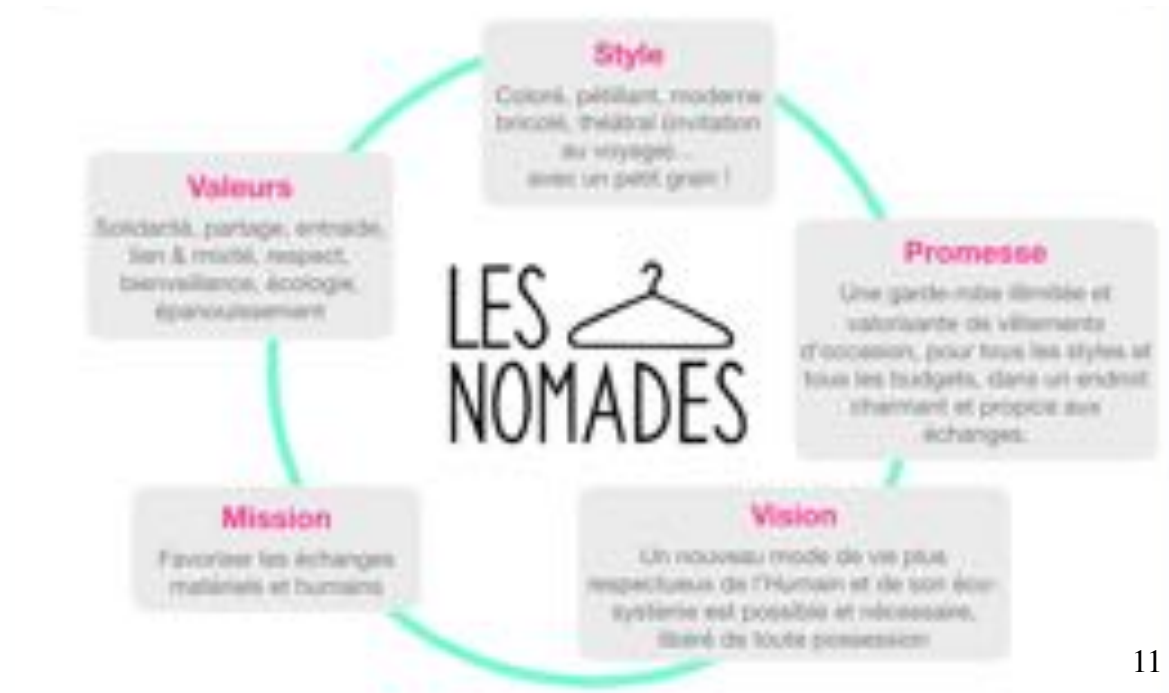 Style
Coloré, pétillant, moderne
bricolé, théâtral (invitation
au voyage)...
avec un petit grain !
Valeurs
Solidarité, partage, entraide,
lien & mixité, respect,
bienveillance, écologie,
épanouissement
Promesse
Une garde-robe illimitée et
valorisante de vêtements
d'occasion, pour tous les styles et
tous les budgets, dans un endroit
charmant et propice aux
échanges.
LES
NOMADES
Mission
Favoriser les échanges
matériels et humains
Vision
Un nouveau mode de vie plus
respectueux de l'Humain et de son éco-
système est possible et nécessaire,
libéré de toute possession
11